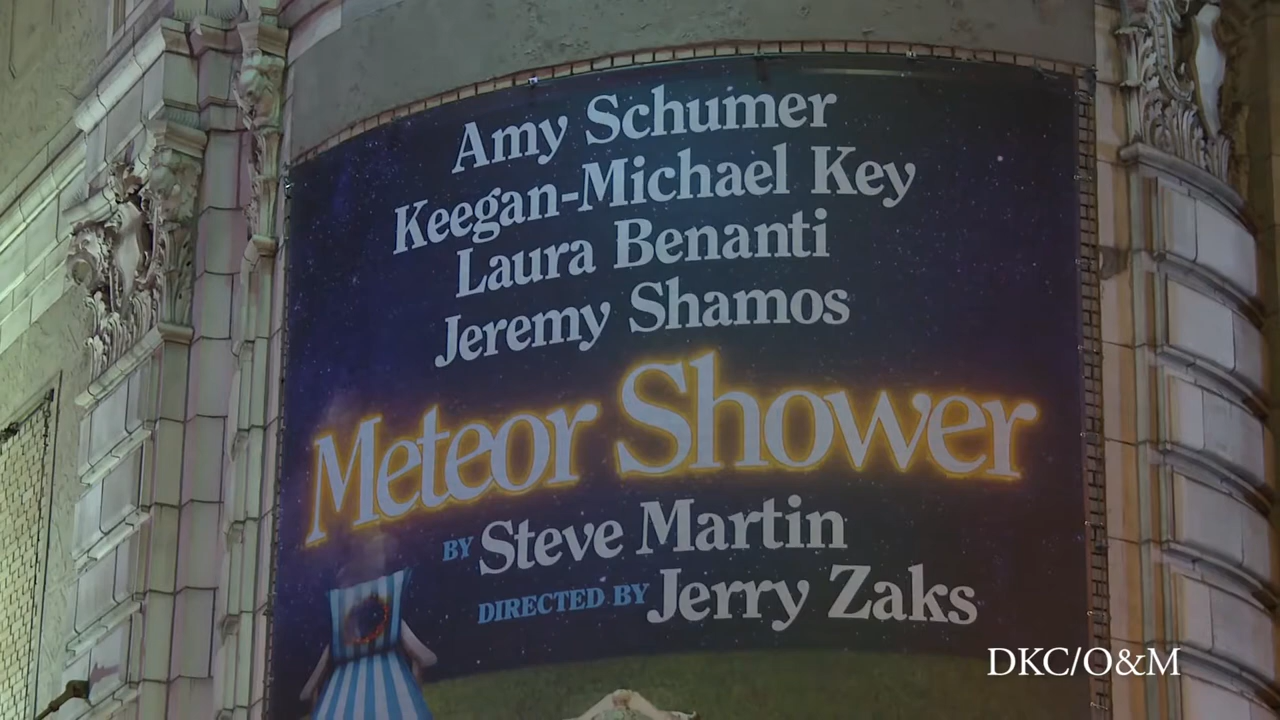 Amy Schumer
Keegan-Michael Key
Laura Benanti
Jeremy Shamos
Meteor Shower
BY Steve Martin
DIRECTED BY Jerry Zaks
DKC/O&M